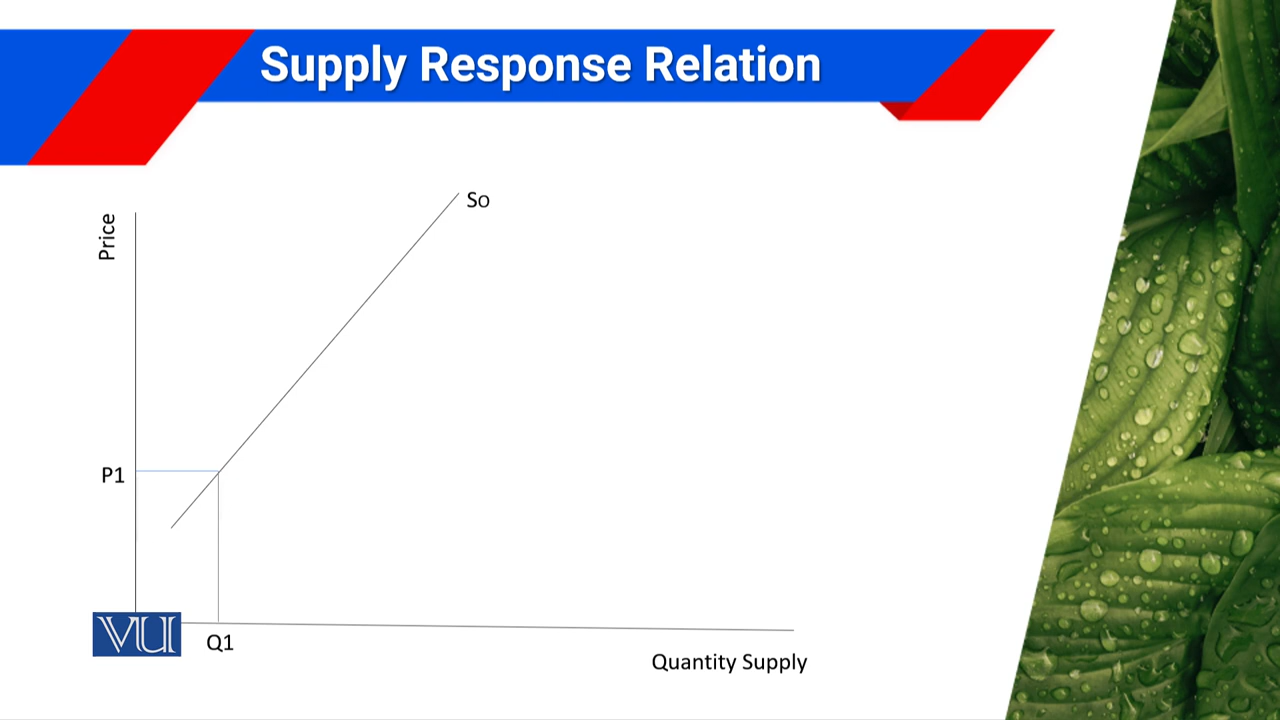 Supply Response Relation
So
Price
P1
VU
Q1
Quantity Supply